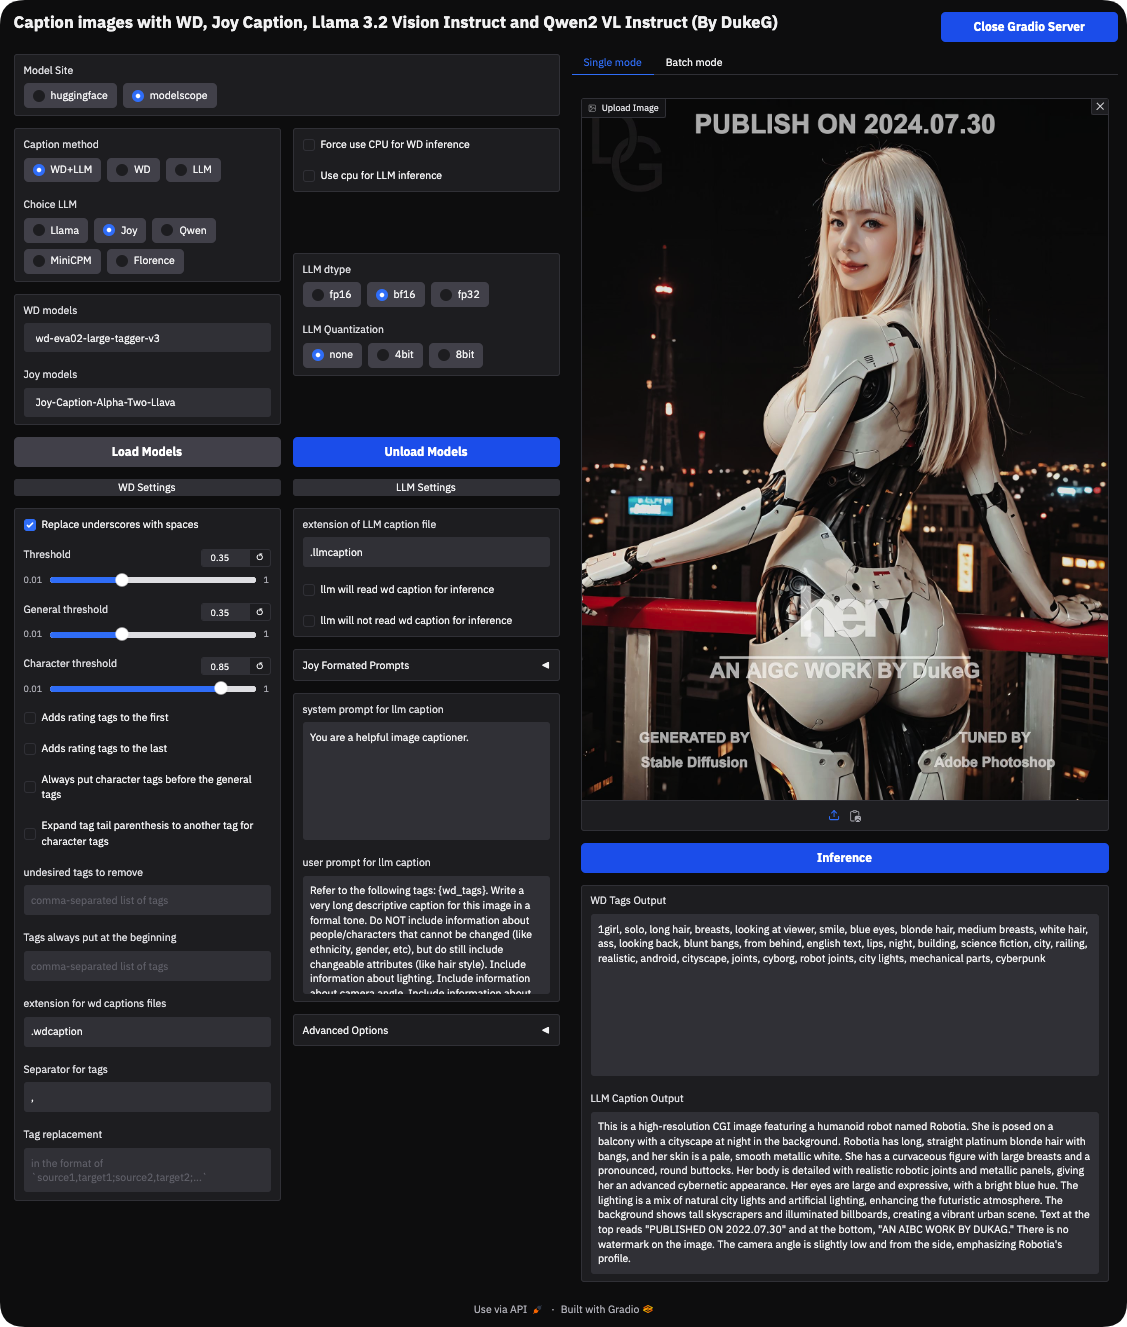 Caption images with WD, Joy Caption, Llama 3.2 Vision Instruct and Qwen2 VL Instruct (By DukeG)
Close Gradio Server
Model Site
huggingface
modelscope
Caption method
WD+LLM
WD
LLM
Choice LLM
Llama
Joy
Qwen
MiniCPM
Florence
Force use CPU for WD inference
Use cpu for LLM inference
LLM dtype
fp16
bf16
fp32
LLM Quantization
none
4bit
8bit
WD models
wd-eva02-large-tagger-v3
Joy models
Joy-Caption-Alpha-Two-Llava
Load Models
Unload Models
WD Settings
Replace underscores with spaces
Threshold
0.35
0.01
1
General threshold
0.35
0.01
1
Character threshold
0.85
0.01
1
Adds rating tags to the first
Adds rating tags to the last
Always put character tags before the general
tags
Expand tag tail parenthesis to another tag for
character tags
undesired tags to remove
comma-separated list of tags
Tags always put at the beginning
comma-separated list of tags
extension for wd captions files
.wdcaption
Separator for tags
,
Tag replacement
in the format of
`source1,target1;source2,target2;...`
LLM Settings
extension of LLM caption file
.llmcaption
llm will read wd caption for inference
llm will not read wd caption for inference
Joy Formated Prompts
system prompt for llm caption
You are a helpful image captioner.
user prompt for llm caption
Refer to the following tags: {wd_tags}. Write a
very long descriptive caption for this image in a
formal tone. Do NOT include information about
people/characters that cannot be changed (like
ethnicity, gender, etc), but do still include
changeable attributes (like hair style). Include
information about lighting. Include information
about camera angle. Include information about
Advanced Options
Single mode
Batch mode
Upload Image
DG
PUBLISH ON 2024.07.30
her
AN AIGC WORK BY DukeG
GENERATED BY
Stable Diffusion
TUNED BY
Adobe Photoshop
Inference
WD Tags Output
1girl, solo, long hair, breasts, looking at viewer, smile, blue eyes, blonde hair, medium breasts, white hair,
ass, looking back, blunt bangs, from behind, english text, lips, night, building, science fiction, city, railing,
realistic, android, cityscape, joints, cyborg, robot joints, city lights, mechanical parts, cyberpunk
LLM Caption Output
This is a high-resolution CGI image featuring a humanoid robot named Robotia. She is posed on a
balcony with a cityscape at night in the background. Robotia has long, straight platinum blonde hair with
bangs, and her skin is a pale, smooth metallic white. She has a curvaceous figure with large breasts and a
pronounced, round buttocks. Her body is detailed with realistic robotic joints and metallic panels, giving
her an advanced cybernetic appearance. Her eyes are large and expressive, with a bright blue hue. The
lighting is a mix of natural city lights and artificial lighting, enhancing the futuristic atmosphere. The
background shows tall skyscrapers and illuminated billboards, creating a vibrant urban scene. Text at the
top reads "PUBLISHED ON 2022.07.30" and at the bottom, "AN AIBC WORK BY DUKAG." There is no
watermark on the image. The camera angle is slightly low and from the side, emphasizing Robotia's
profile.
Use via API
·
Built with Gradio